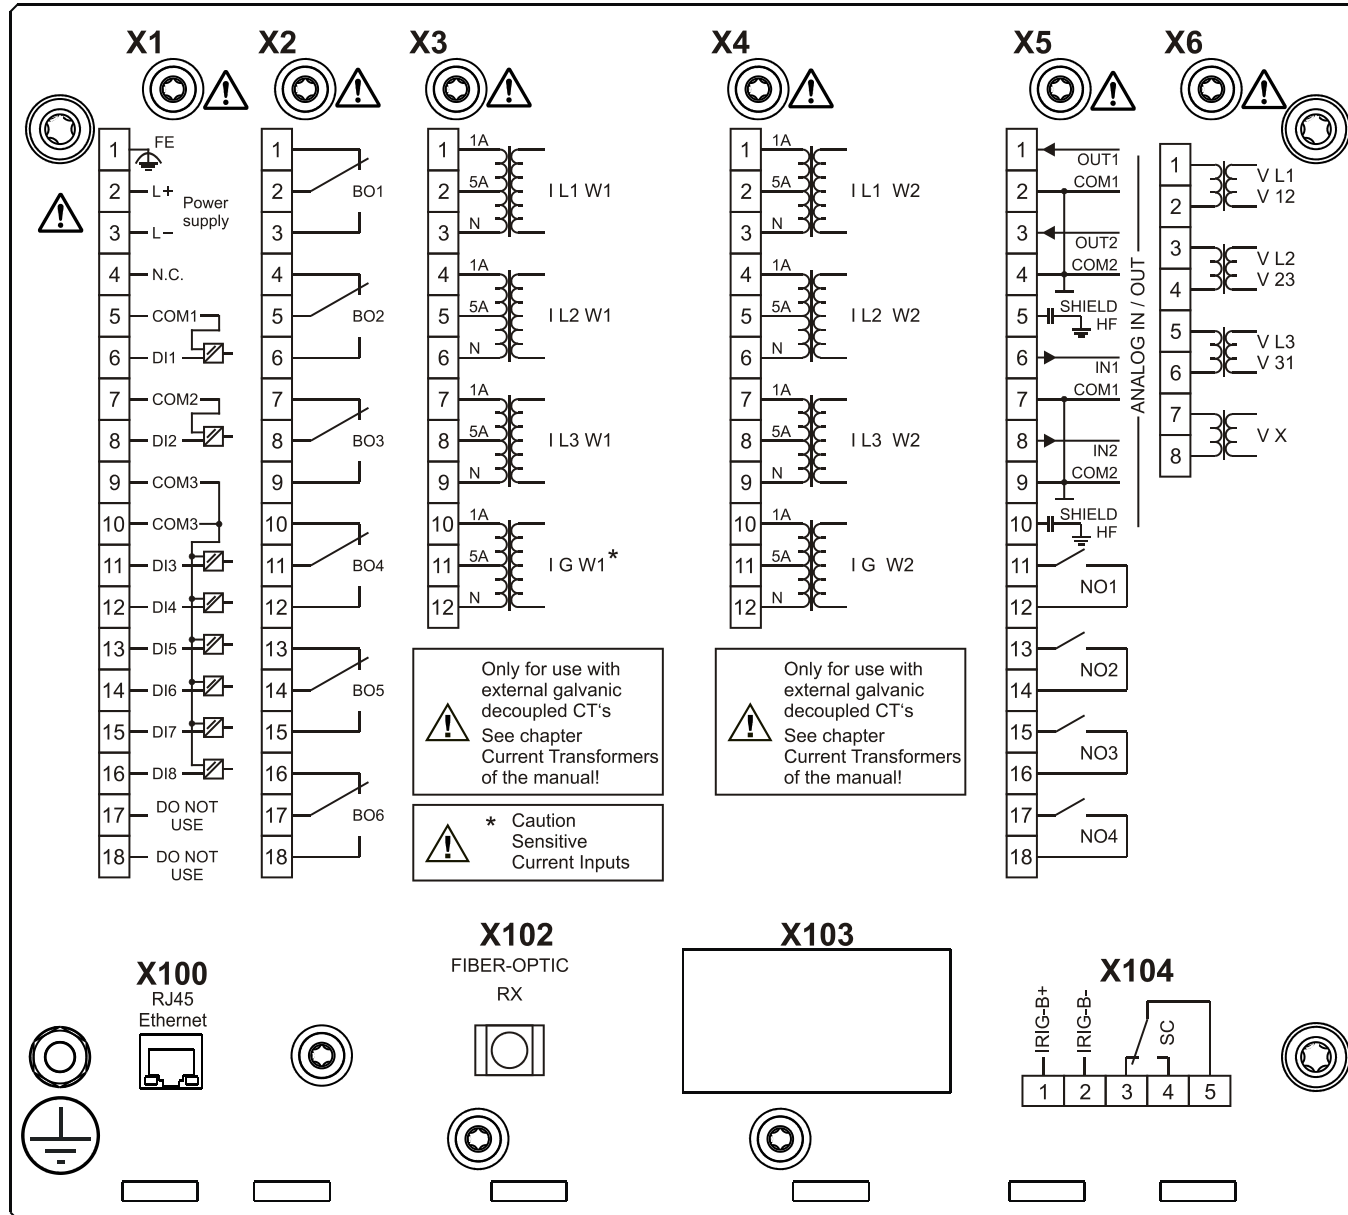 X1
1 FE
2 L+ Power
supply
3 L–
4 N.C.
5 COM1
6 DI1
7 COM2
8 DI2
9 COM3
10 COM3
11 DI3
12 DI4
13 DI5
14 DI6
15 DI7
16 DI8
17 DO NOT
USE
18 DO NOT
USE
X2
1
2 BO1
3
4
5 BO2
6
7
8 BO3
9
10
11 BO4
12
13
14 BO5
15
16
17 BO6
18
X3
1 1A
2 5A I L1 W1
3 N
4 1A
5 5A I L2 W1
6 N
7 1A
8 5A I L3 W1
9 N
10 1A
11 5A I G W1*
12 N
Only for use with
external galvanic
decoupled CT's
See chapter
Current Transformers
of the manual!
* Caution
Sensitive
Current Inputs
X4
1 1A
2 5A I L1 W2
3 N
4 1A
5 5A I L2 W2
6 N
7 1A
8 5A I L3 W2
9 N
10 1A
11 5A I G W2
12 N
Only for use with
external galvanic
decoupled CT's
See chapter
Current Transformers
of the manual!
X5
1 OUT1
2 COM1
3 OUT2
4 COM2
5 SHIELD
HF
6 IN1
7 COM1
8 IN2
9 COM2
10 SHIELD
HF
ANALOG IN / OUT
11
NO1
12
13
NO2
14
15
NO3
16
17
NO4
18
X6
1 V L1
2 V 12
3 V L2
4 V 23
5 V L3
6 V 31
7 V X
8
X100
RJ45
Ethernet
X102
FIBER-OPTIC
RX
X103
X104
IRIG-B+
IRIG-B-
SC
1 2 3 4 5